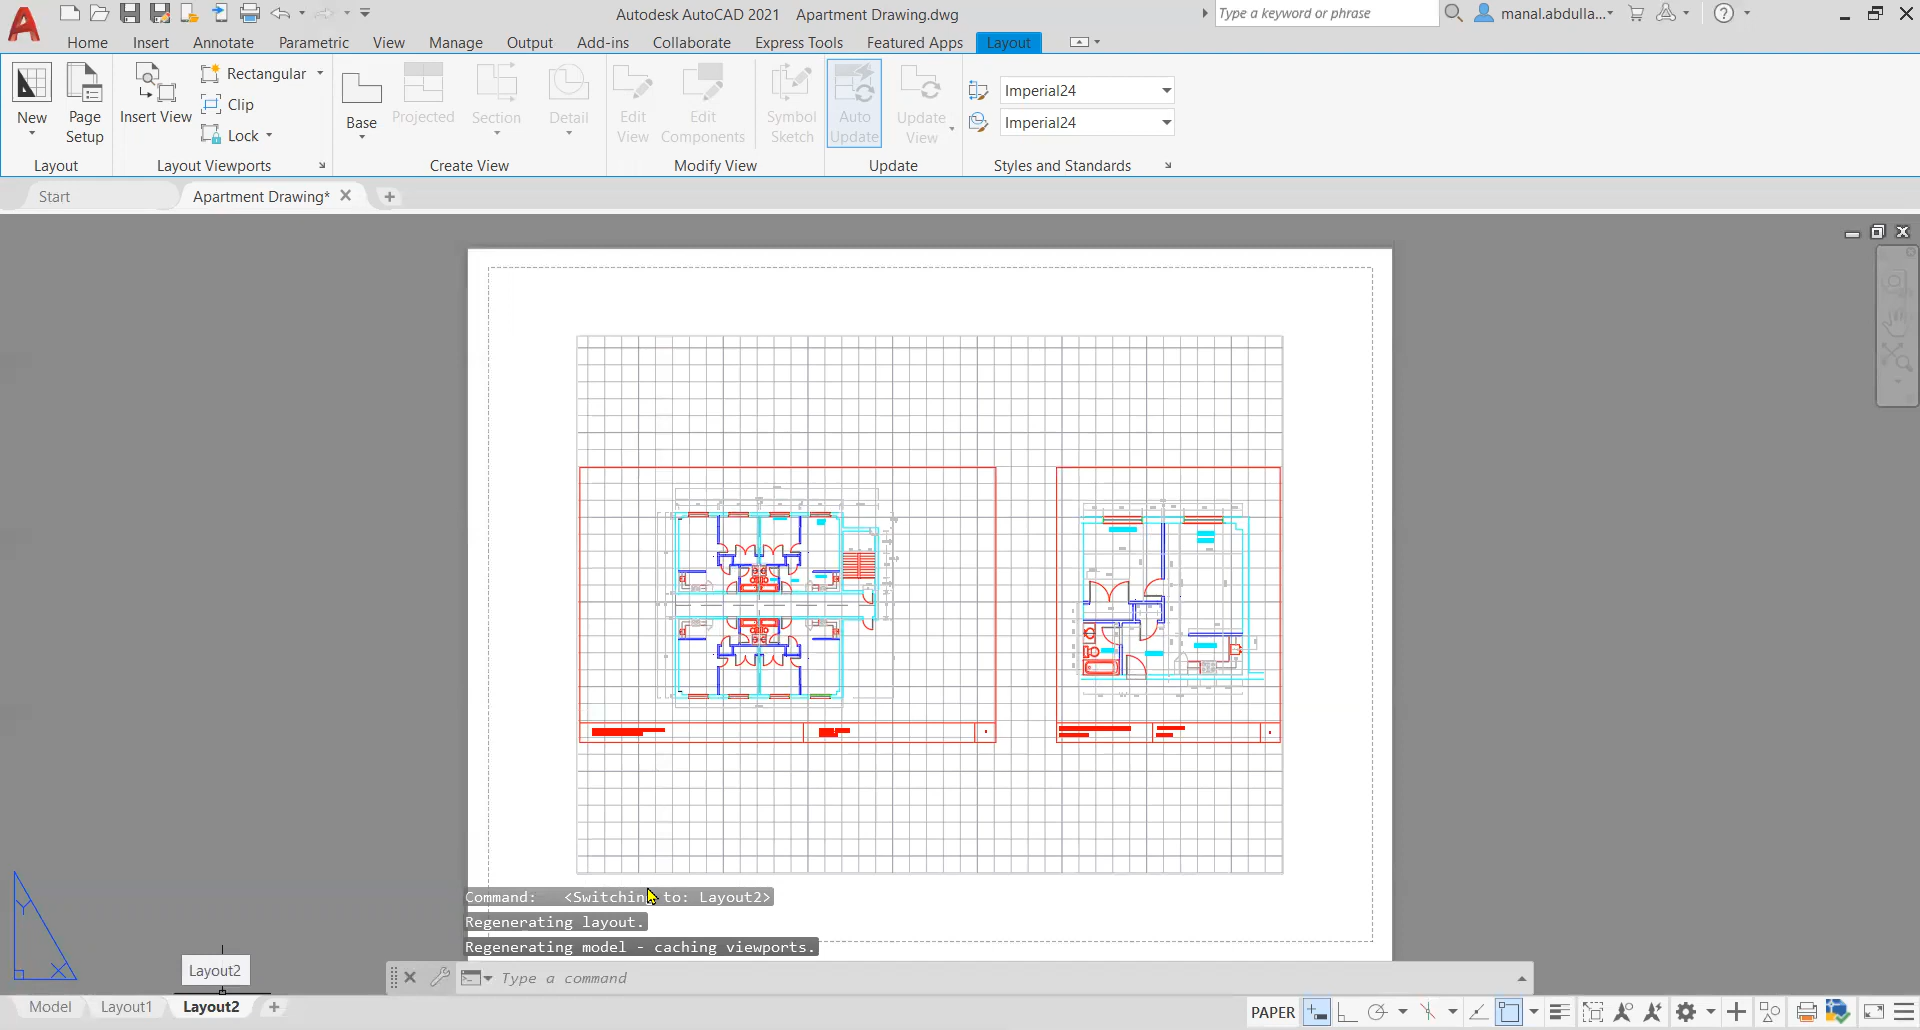 Autodesk AutoCAD 2021 Apartment Drawing.dwg
Type a keyword or phrase
manal.abdulla...
Home Insert Annotate Parametric View Manage Output Add-ins Collaborate Express Tools Featured Apps Layout
New
Page Setup
Insert View
Rectangular
Clip
Lock
Base
Projected
Section
Detail
Edit View
Edit Components
Symbol Sketch
Auto Update
Update View
Imperial24
Imperial24
Layout Layout Viewports Create View Modify View Update Styles and Standards
Start Apartment Drawing*
Command: <Switchin to: Layout2>
Regenerating layout.
Regenerating model - caching viewports.
Y
X
Layout2
Type a command
Model Layout1 Layout2
PAPER